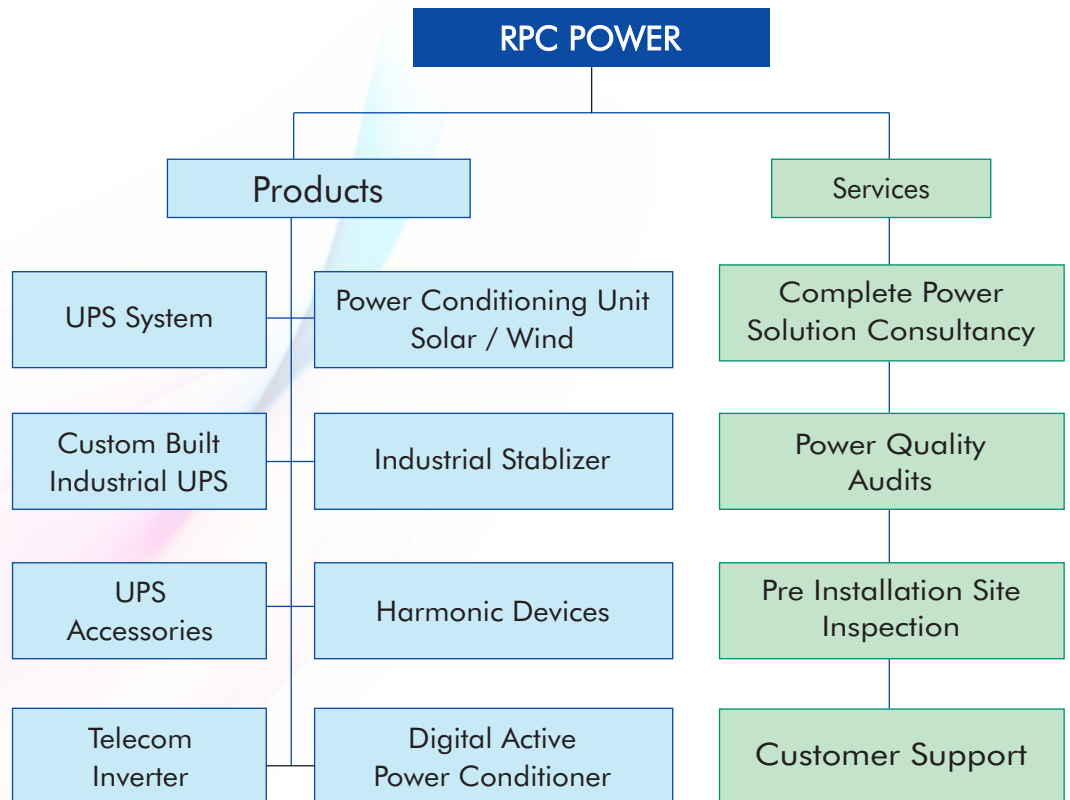 RPC POWER
Products
Services
UPS System
Power Conditioning Unit
Solar / Wind
Complete Power
Solution Consultancy
Custom Built
Industrial UPS
Industrial Stablizer
Power Quality
Audits
UPS
Accessories
Harmonic Devices
Pre Installation Site
Inspection
Telecom
Inverter
Digital Active
Power Conditioner
Customer Support